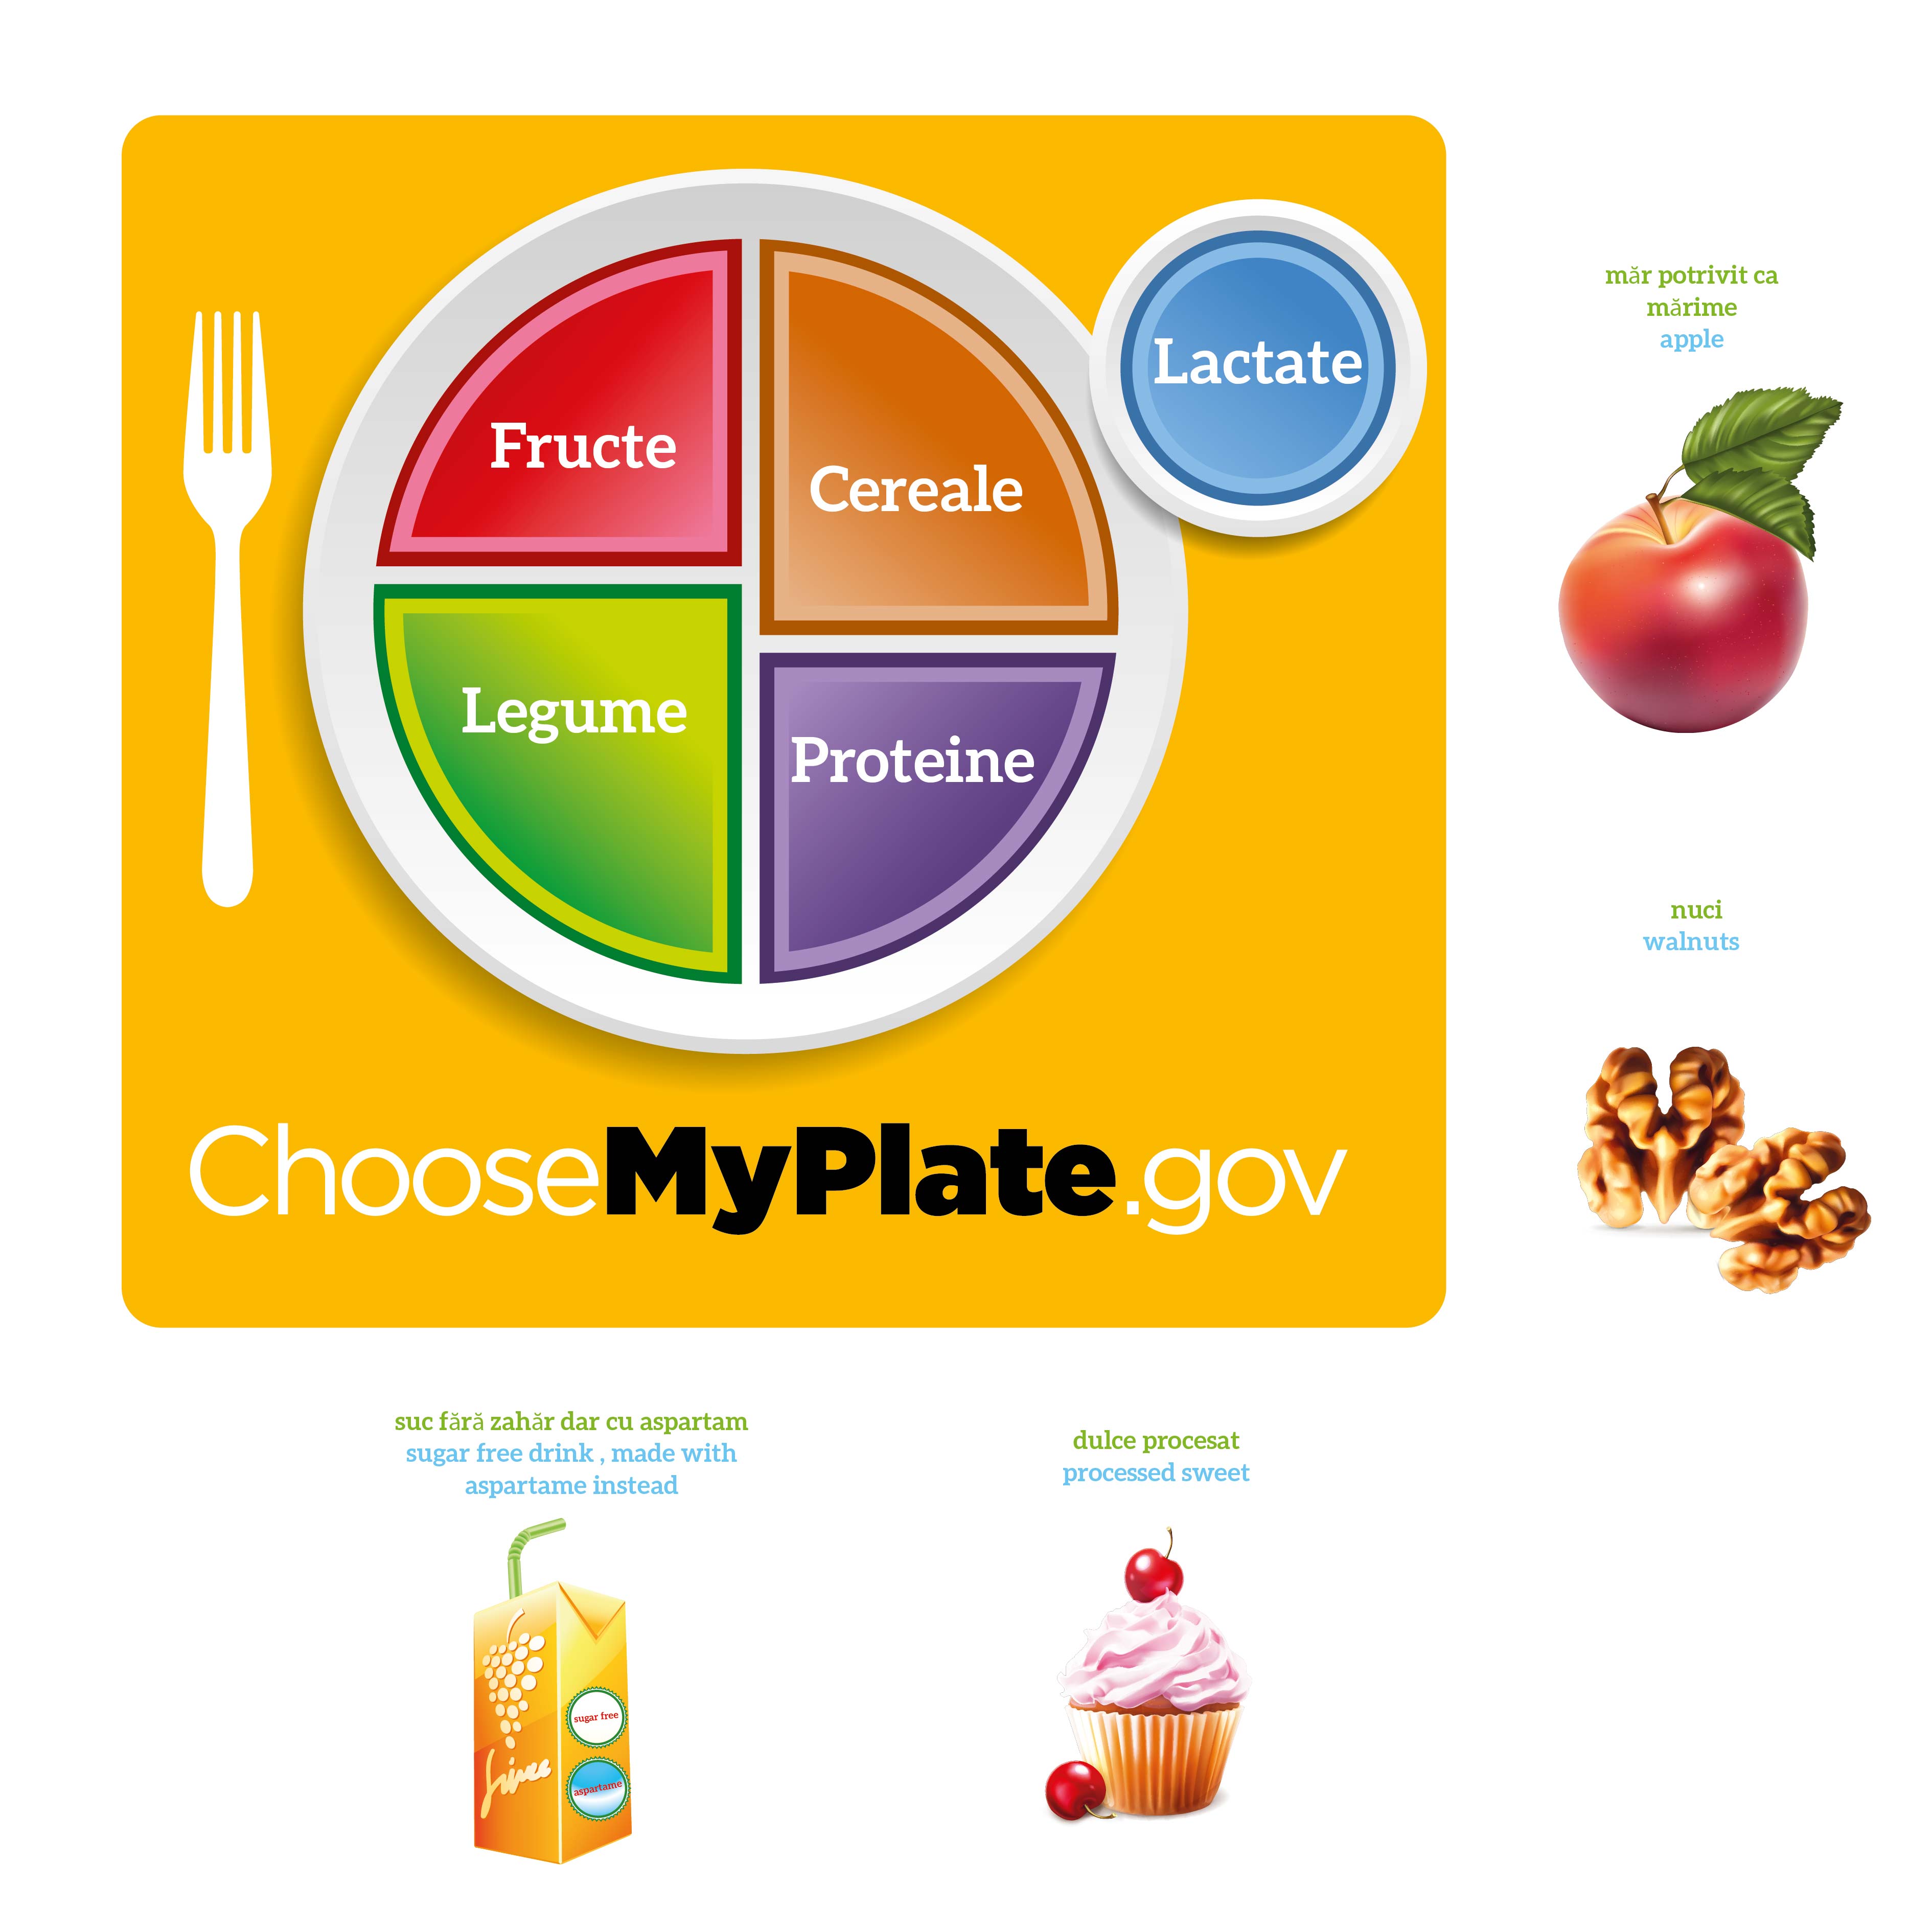 Fructe
Cereale
Lactate
Legume
Proteine
ChooseMyPlate.gov
măr potrivit ca
mărime
apple
nuci
walnuts
suc fără zahăr dar cu aspartam
sugar free drink , made with
aspartame instead
sugar free
aspartame
dulce procesat
processed sweet